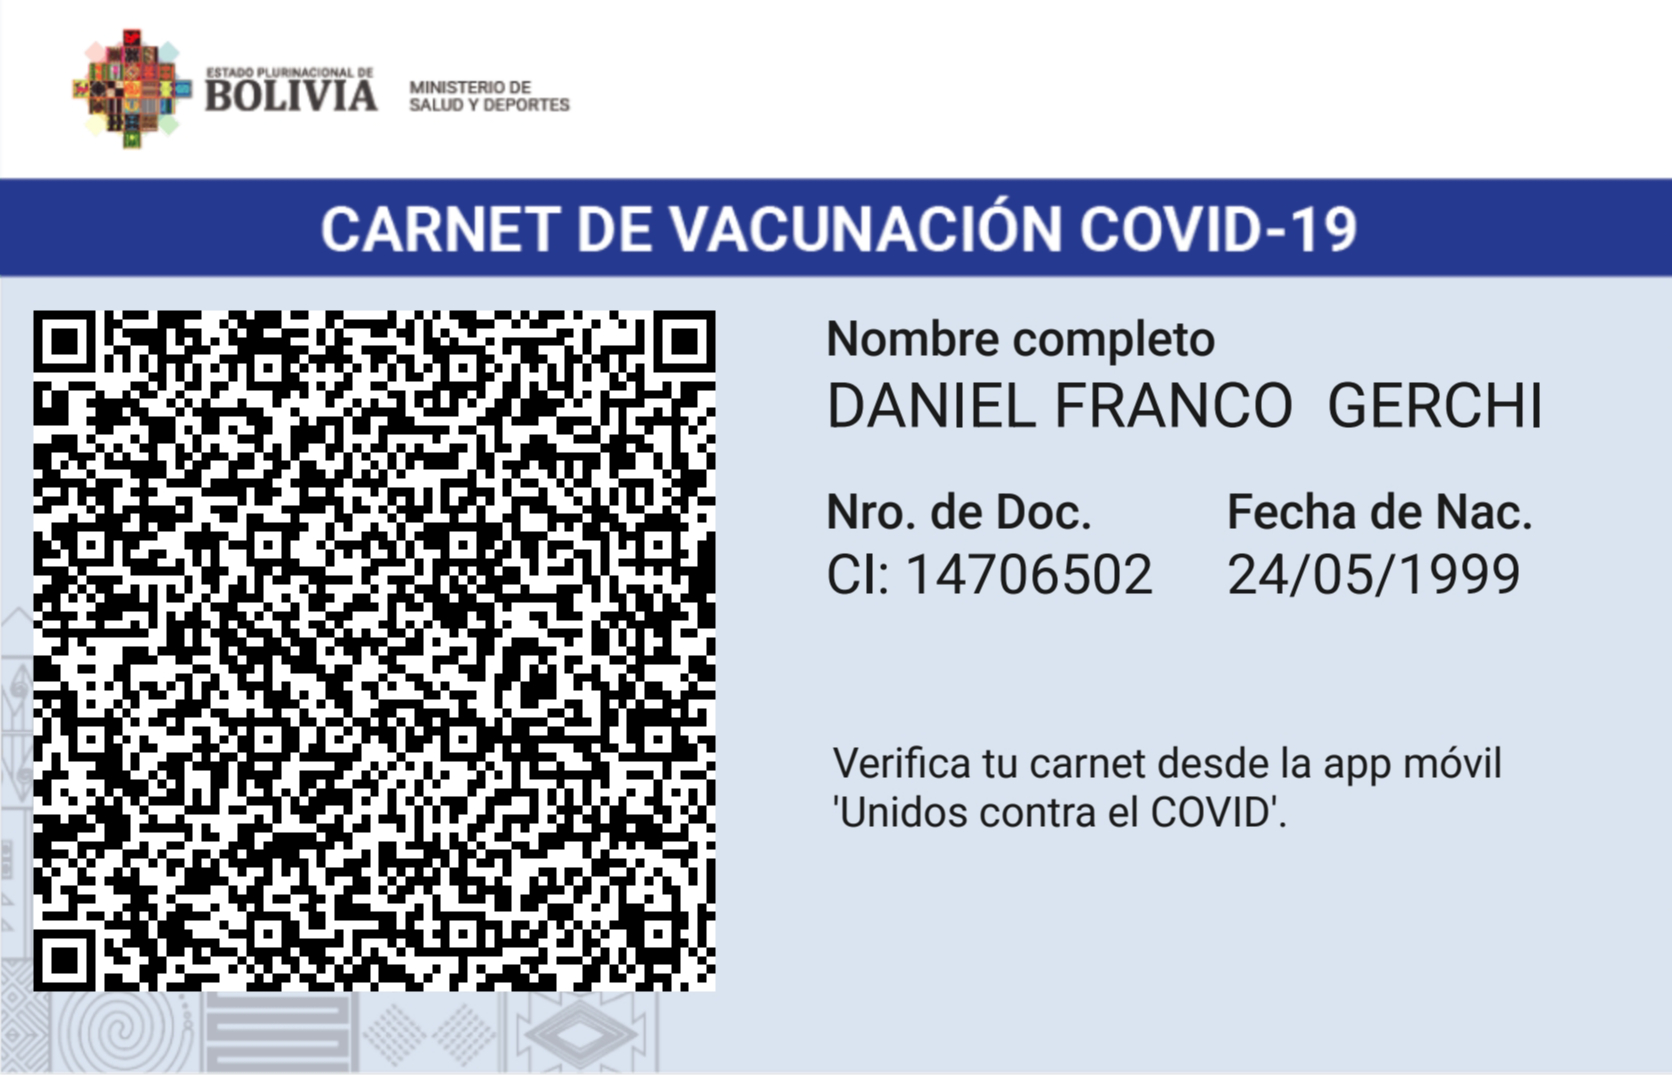 ESTADO PLURINACIONAL DE
BOLIVIA
MINISTERIO DE
SALUD Y DEPORTES
CARNET DE VACUNACIÓN COVID-19
Nombre completo
DANIEL FRANCO  GERCHI
Nro. de Doc. Fecha de Nac.
CI: 14706502 24/05/1999
Verifica tu carnet desde la app móvil
'Unidos contra el COVID'.